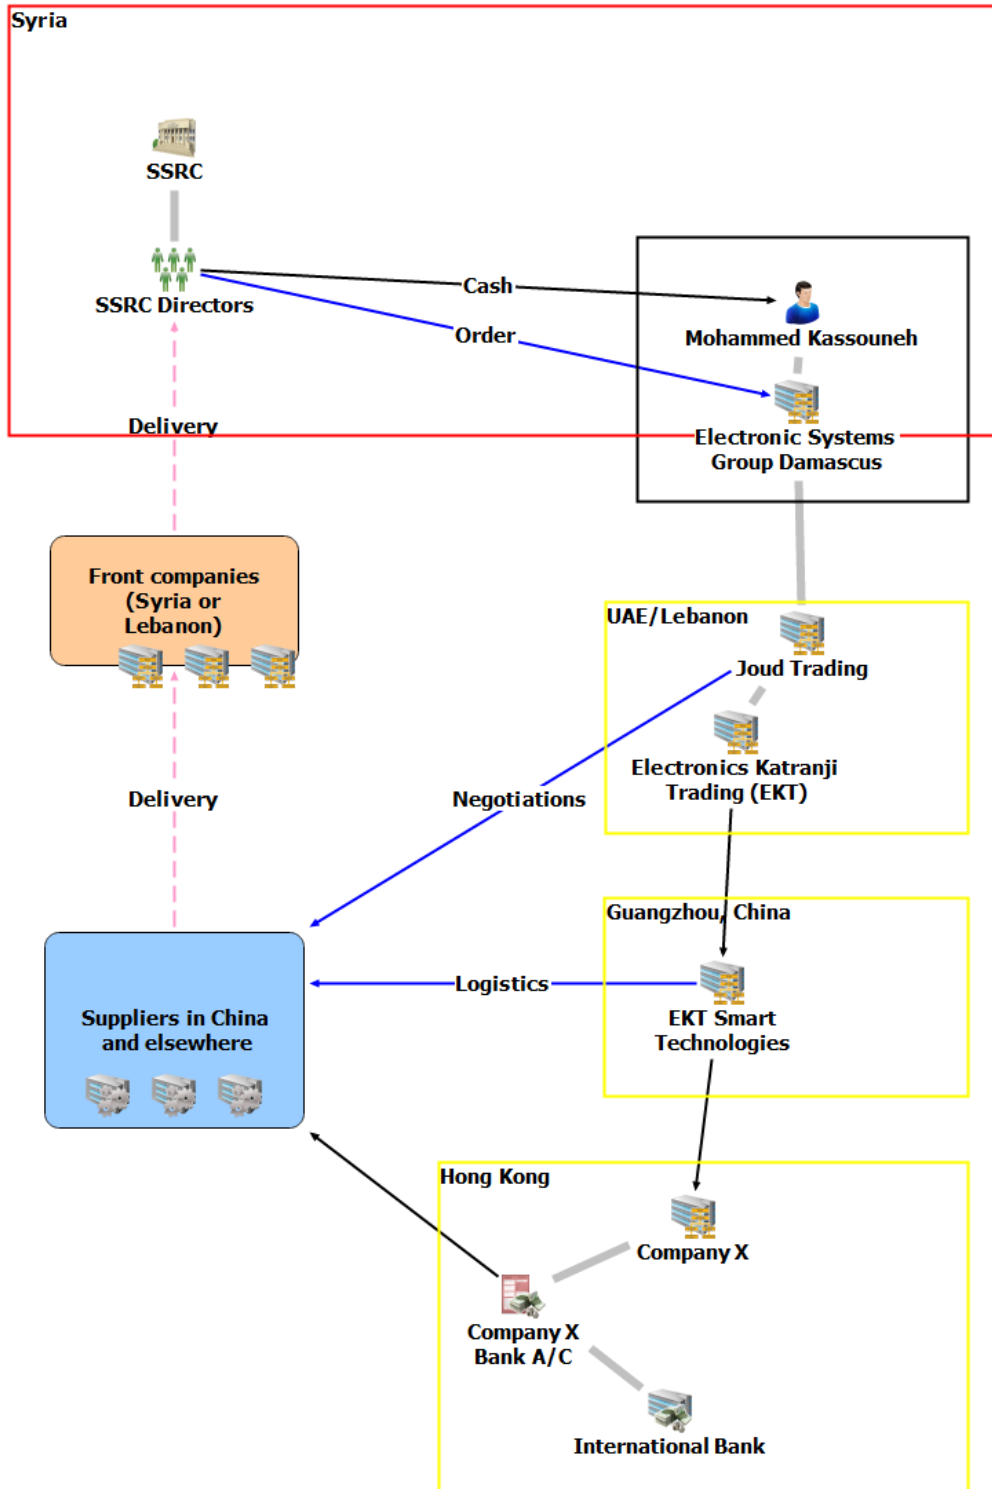 Syria
SSRC
SSRC Directors
Cash
Order
Mohammed Kassouneh
Electronic Systems
Group Damascus
Delivery
Front companies
(Syria or
Lebanon)
UAE/Lebanon
Joud Trading
Electronics Katranji
Trading (EKT)
Delivery
Negotiations
Guangzhou, China
Logistics
EKT Smart
Technologies
Suppliers in China
and elsewhere
Hong Kong
Company X
Company X
Bank A/C
International Bank